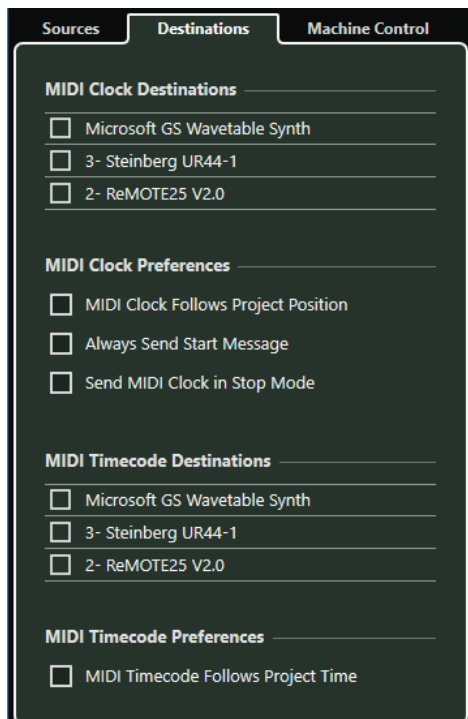 Sources Destinations Machine Control
MIDI Clock Destinations
Microsoft GS Wavetable Synth
3- Steinberg UR44-1
2- ReMOTE25 V2.0
MIDI Clock Preferences
MIDI Clock Follows Project Position
Always Send Start Message
Send MIDI Clock in Stop Mode
MIDI Timecode Destinations
Microsoft GS Wavetable Synth
3- Steinberg UR44-1
2- ReMOTE25 V2.0
MIDI Timecode Preferences
MIDI Timecode Follows Project Time